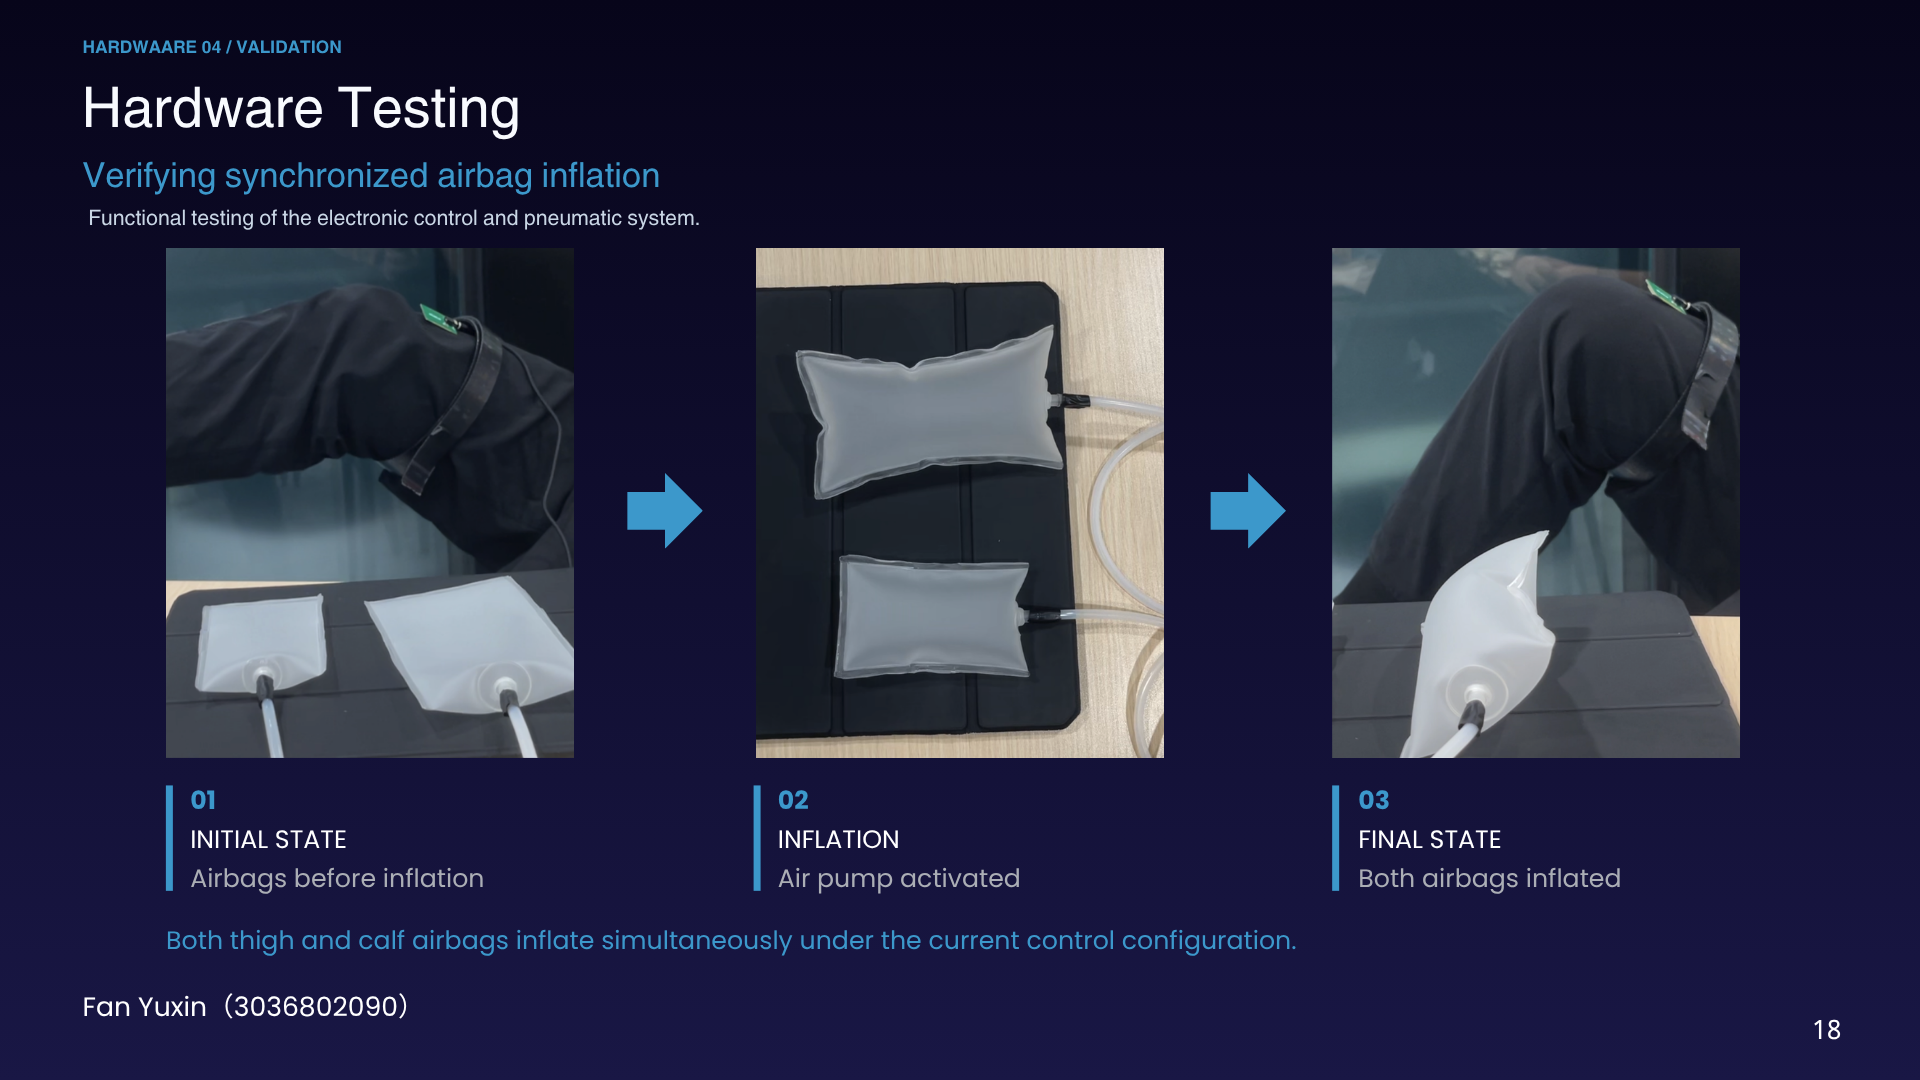 HARDWAARE 04 / VALIDATION
Hardware Testing
Verifying synchronized airbag inflation
Functional testing of the electronic control and pneumatic system.
01
INITIAL STATE
Airbags before inflation
02
INFLATION
Air pump activated
03
FINAL STATE
Both airbags inflated
Both thigh and calf airbags inflate simultaneously under the current control configuration.
Fan Yuxin（3036802090）
18